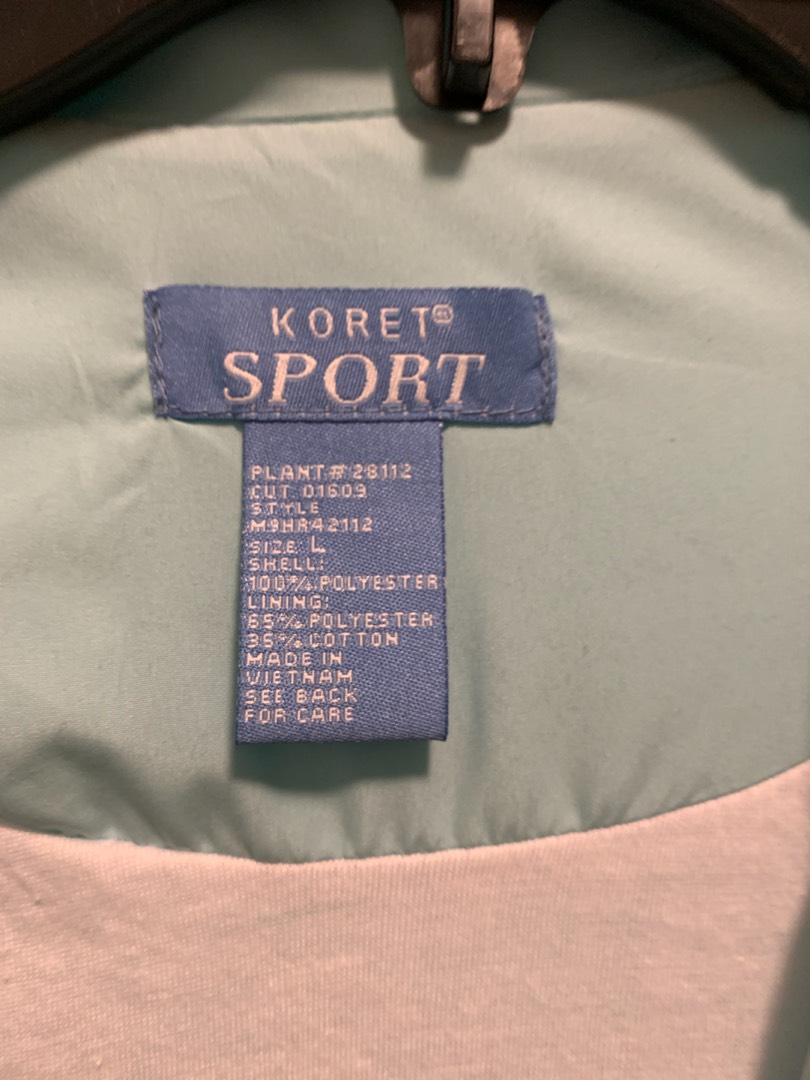 KORET®
SPORT
PLANT# 28112
CUT 01609
STYLE
M9HR42112
SIZE L
SHELL:
100% POLYESTER
LINING:
65% POLYESTER
35% COTTON
MADE IN
VIETNAM
SEE BACK
FOR CARE